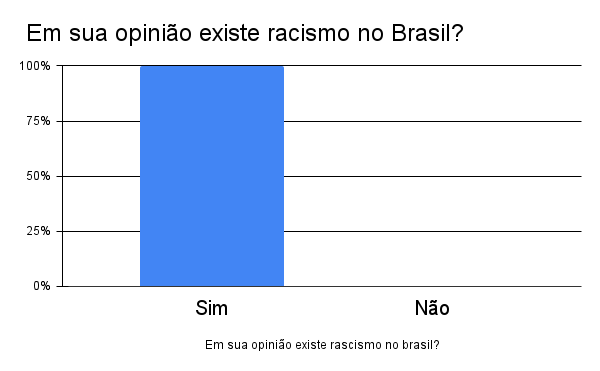 Em sua opinião existe racismo no Brasil?
100%
75%
50%
25%
0%
Sim Não
Em sua opinião existe rascismo no brasil?